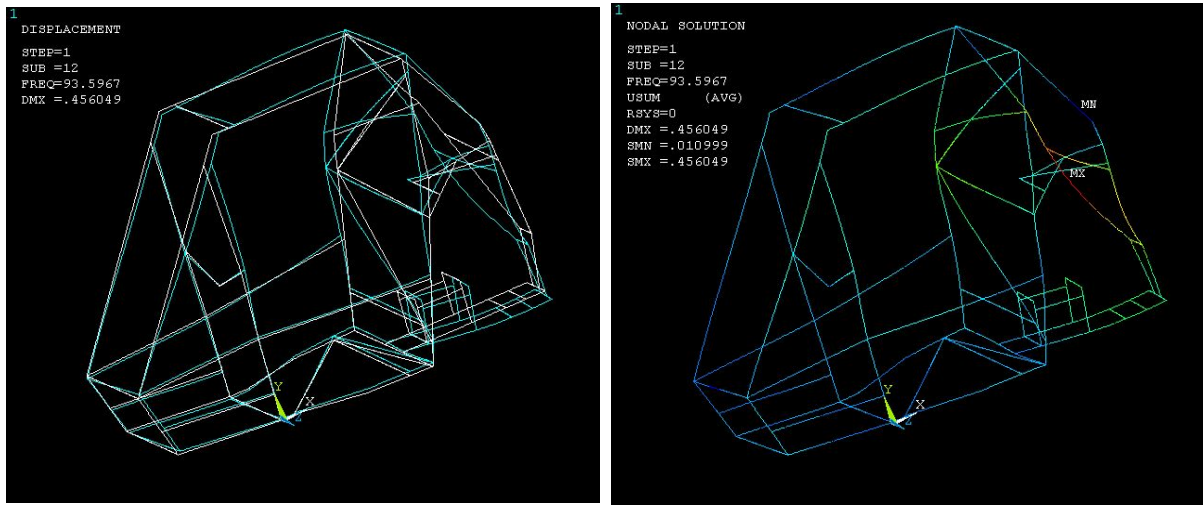 1
DISPLACEMENT
STEP=1
SUB =12
FREQ=93.5967
DMX =.456049
Y
X
Z
1
NODAL SOLUTION
STEP=1
SUB =12
FREQ=93.5967
USUM (AVG)
RSYS=0
DMX =.456049
SMN =.010999
SMX =.456049
MN
MX
Y
X
Z